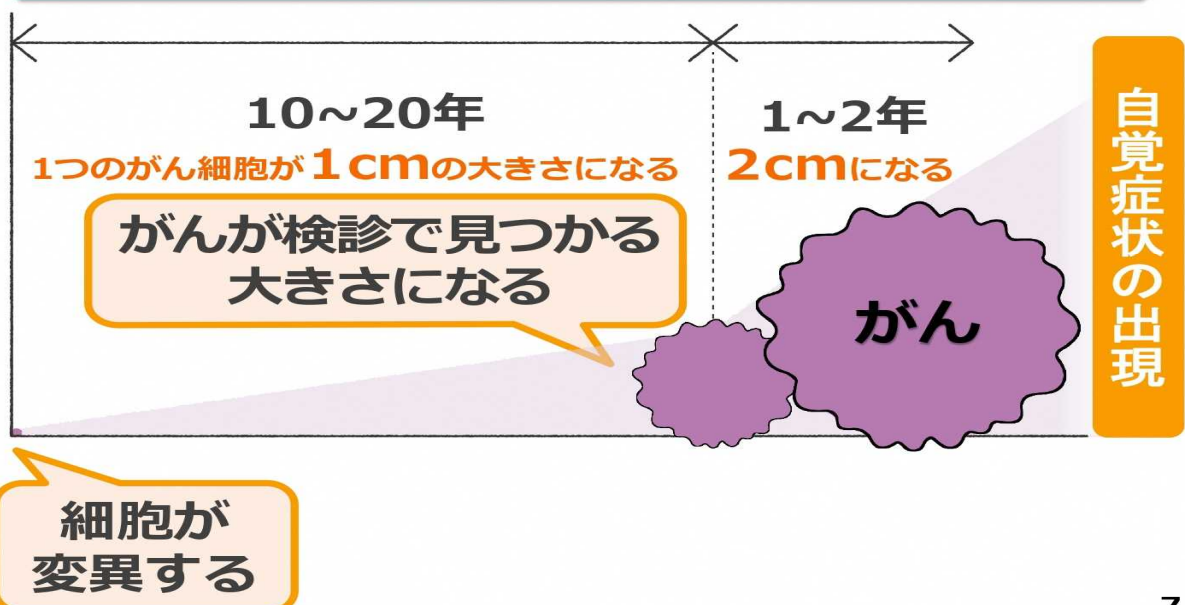 10~20年
1つのがん細胞が1cmの大きさになる
1~2年
2cmになる
がんが検診で見つかる
大きさになる
がん
自覚症状の出現
細胞が
変異する